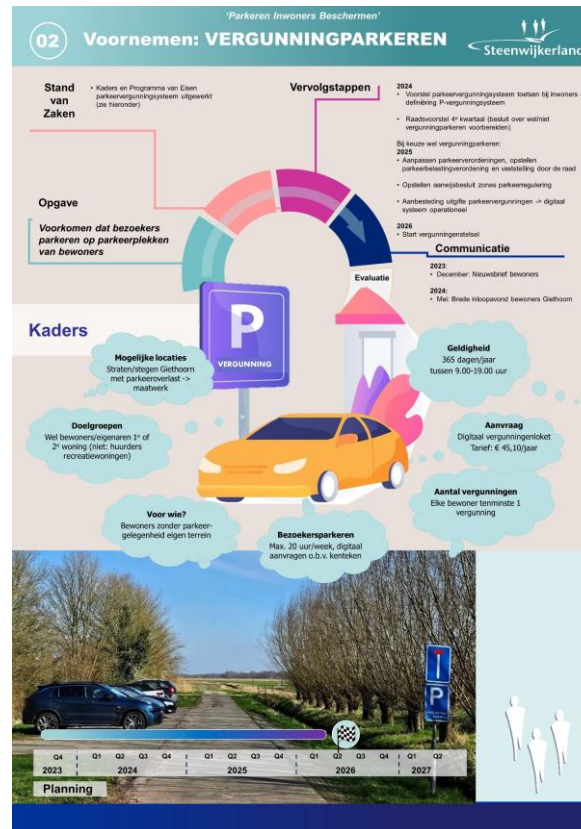 'Parkeren Inwoners Beschermen'
02
Voornemen: VERGUNNINGPARKEREN
Steenwijkerland
Stand
van
Zaken
• Kaders en Programma van Eisen
parkeervergunningsysteem uitgewerkt
(zie hieronder)
Vervolgstappen
2024
• Voorstel parkeervergunningsysteem toetsen bij inwoners
definiëring P-vergunningsysteem
• Raadsvoorstel 4e kwartaal (besluit over wel/niet
vergunningparkeren voorbereiden)
Bij keuze wel vergunningparkeren:
2025
• Aanpassen parkeerverordeningen, opstellen
parkeerbelastingverordening en vaststelling door de raad
• Opstellen aanwijsbesluit zones parkeerregulering
• Aanbesteding uitgifte parkeervergunningen -> digitaal
systeem operationeel
2026
• Start vergunningenstelsel
Opgave
Voorkomen dat bezoekers
parkeren op parkeerplekken
van bewoners
Communicatie
2023:
• December: Nieuwsbrief bewoners
2024:
• Mei: Brede inloopavond bewoners Giethoorn
Evaluatie
Kaders
P
VERGUNNING
Mogelijke locaties
Straten/stegen Giethoorn
met parkeeroverlast ->
maatwerk
Geldigheid
365 dagen/jaar
tussen 9.00-19.00 uur
Doelgroepen
Wel bewoners/eigenaren 1e of
2e woning (niet: huurders
recreatiewoningen)
Aanvraag
Digitaal vergunningenloket
Tarief: € 45,10/jaar
Aantal vergunningen
Elke bewoner tenminste 1
vergunning
Voor wie?
Bewoners zonder parkeer-
gelegenheid eigen terrein
Bezoekersparkeren
Max. 20 uur/week, digitaal
aanvragen o.b.v. kenteken
P
Q4 Q1 Q2 Q3 Q4 Q1 Q2 Q3 Q4 Q1 Q2 Q3 Q4 Q1 Q2
2023 2024 2025 2026 2027
Planning